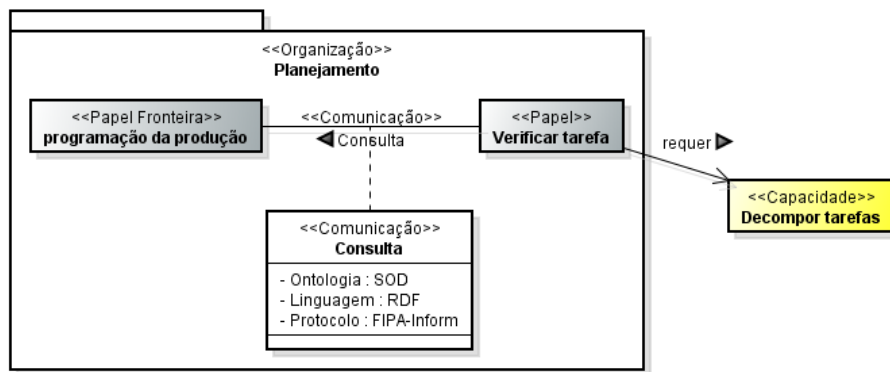 <<Organização>>
Planejamento
<<Papel Fronteira>>
programação da produção
<<Comunicação>>
Consulta
<<Papel>>
Verificar tarefa
requer
<<Capacidade>>
Decompor tarefas
<<Comunicação>>
Consulta
- Ontologia : SOD
- Linguagem : RDF
- Protocolo : FIPA-Inform